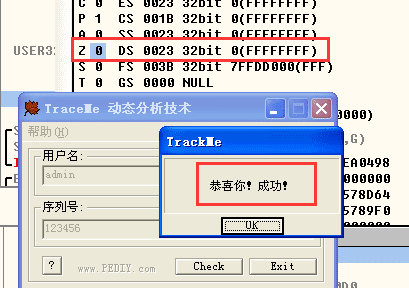 C 0 ES 0023 32bit 0(FFFFFFFF)
P 1 CS 001B 32bit 0(FFFFFFFF)
A 0 SS 0023 32bit 0(FFFFFFFF)
Z 0 DS 0023 32bit 0(FFFFFFFF)
S 0 FS 003B 32bit 7FFDD000(FFF)
T 0 GS 0000 NULL
USER32
TraceMe 动态分析技术
帮助(H)
用户名:
admin
序列号:
123456
? www.PEDIY.com Check Exit
TrackMe
恭喜你! 成功!
OK
,G)
EA0498
000000
578D64
5789F0